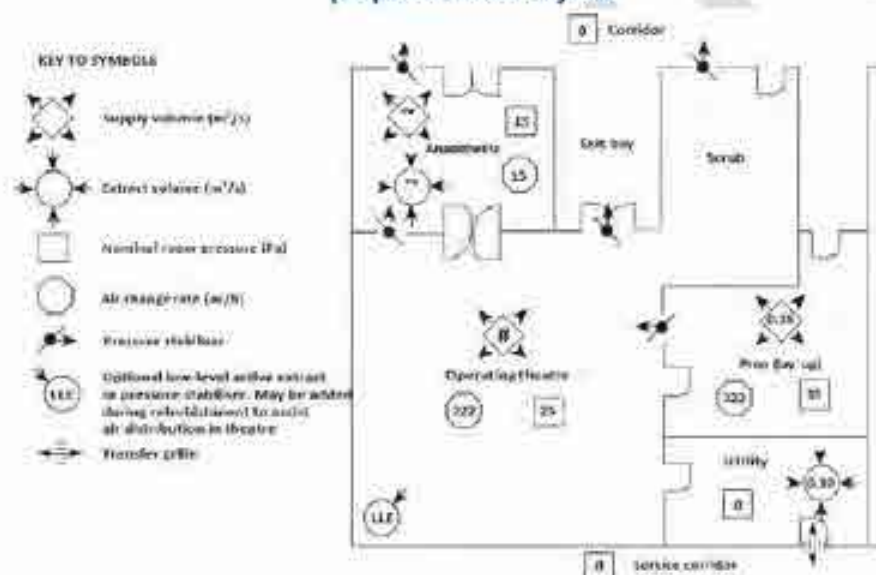 Corridor
KEY TO SYMBOLS
Supply volume (m³/s)
Extract volume (m³/s)
Nominal room pressure (Pa)
Air change rate (ac/h)
Pressure stabiliser
LLE
Optional low-level active extract
or pressure stabiliser. May be added
during refurbishment to assist
air distribution in theatre
Transfer grille
Anaesthetic
15
Exit bay
Scrub
Operating theatre
25
Prep (lay-up)
Utility
0
LLE
Service corridor